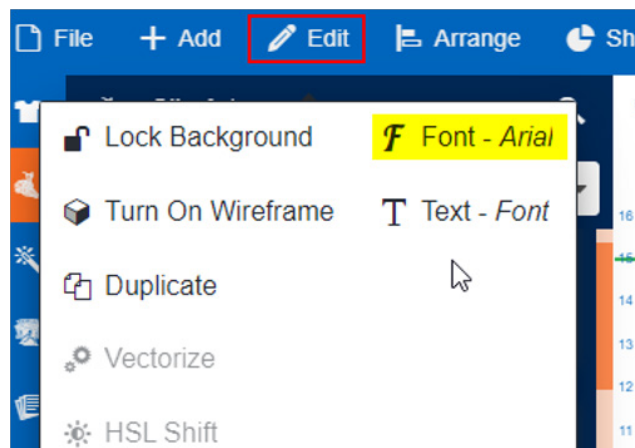 File Add Edit Arrange Sh
Lock Background
Font - Arial
Turn On Wireframe
Text - Font
Duplicate
Vectorize
HSL Shift
16
15
14
13
12
11